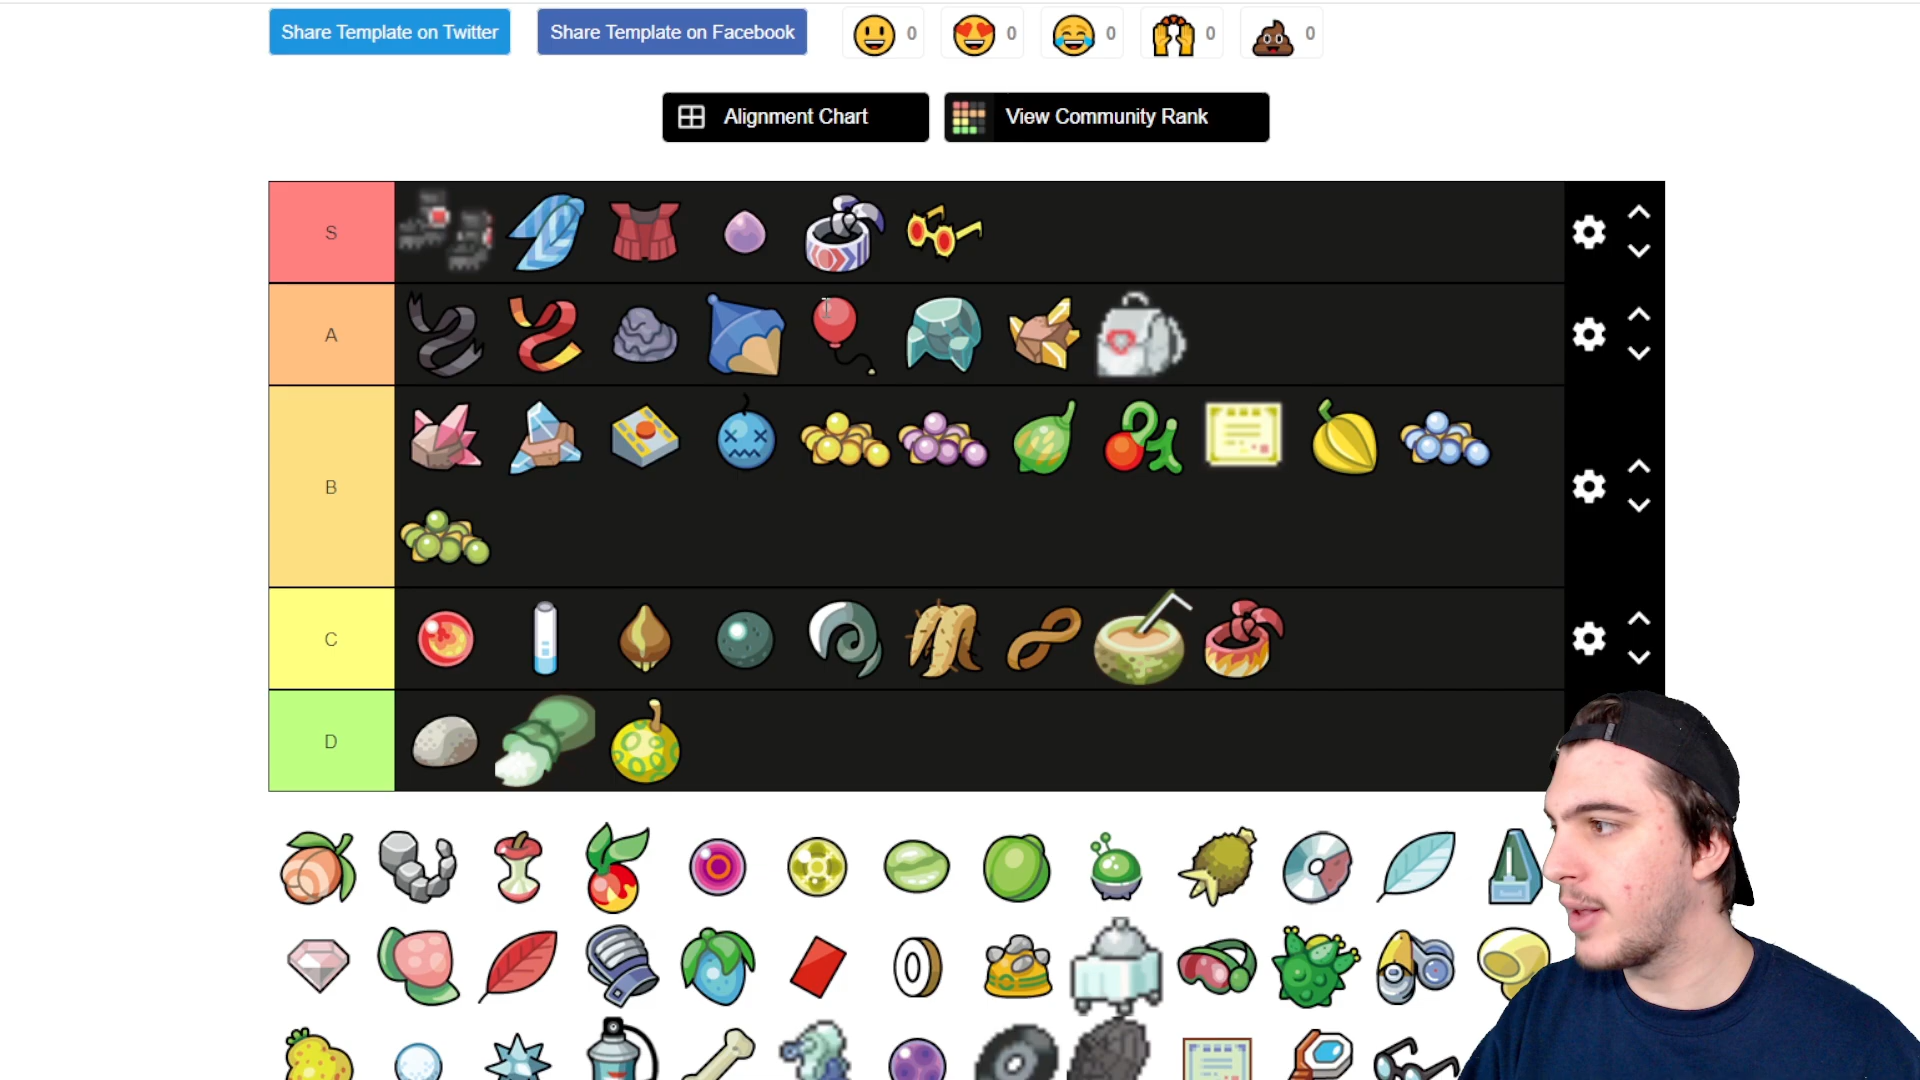 Share Template on Twitter
Share Template on Facebook
0
0
0
0
0
Alignment Chart
View Community Rank
S
A
B
C
D